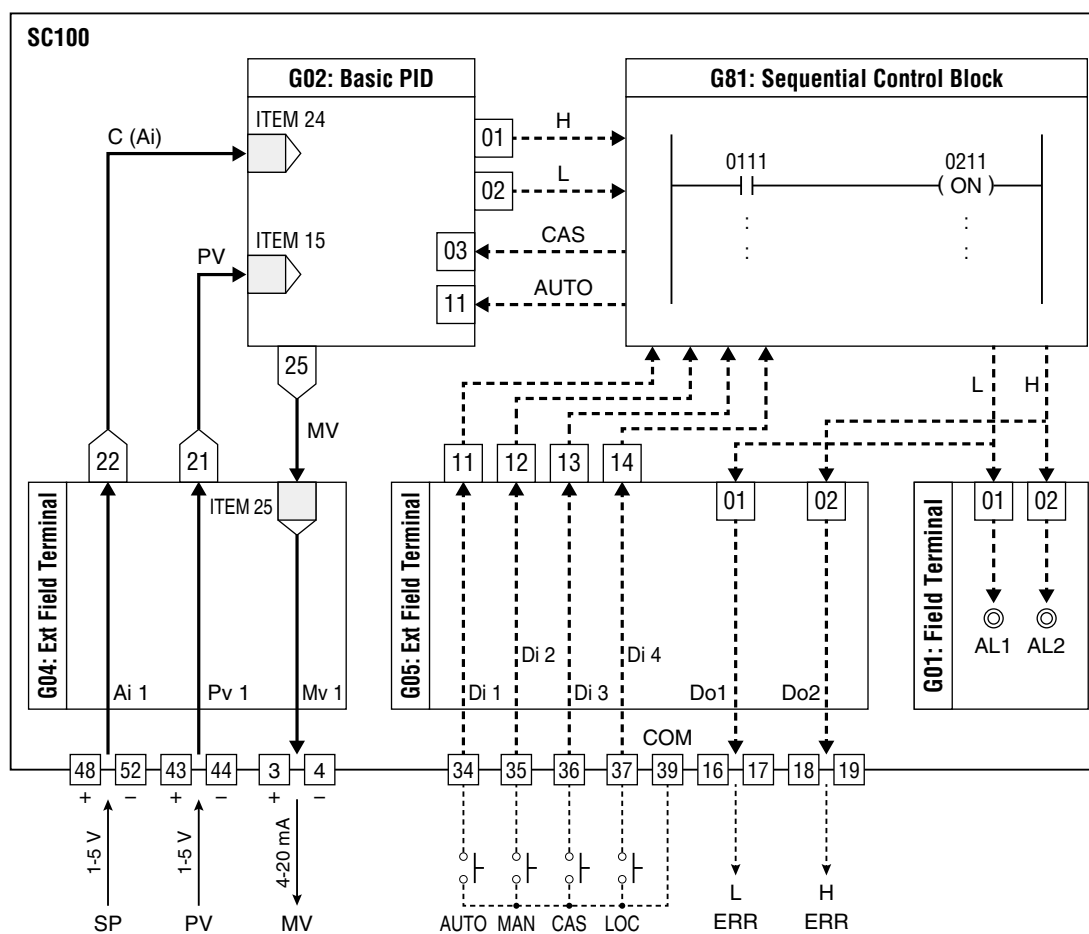 SC100
G02: Basic PID
G81: Sequential Control Block
ITEM 24
C (Ai)
01
H
0111
0211
( ON )
02
L
ITEM 15
PV
03
CAS
11
AUTO
25
MV
L
H
22
21
ITEM 25
11
12
13
14
01
02
01
02
G04: Ext Field Terminal
G05: Ext Field Terminal
G01: Field Terminal
AL1
AL2
Di 2
Di 4
Ai 1
Pv 1
Mv 1
Di 1
Di 3
Do1
Do2
COM
48
52
43
44
3
4
34
35
36
37
39
16
17
18
19
+
–
+
–
+
–
1-5 V
1-5 V
4-20 mA
SP
PV
MV
AUTO
MAN
CAS
LOC
L
ERR
H
ERR